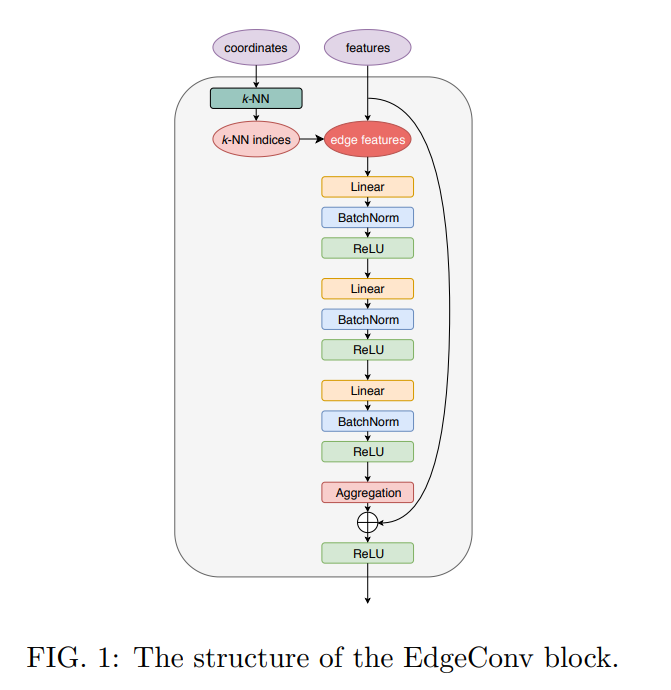 coordinates
features
k-NN
k-NN indices
edge features
Linear
BatchNorm
ReLU
Linear
BatchNorm
ReLU
Linear
BatchNorm
ReLU
Aggregation
ReLU
FIG. 1: The structure of the EdgeConv block.